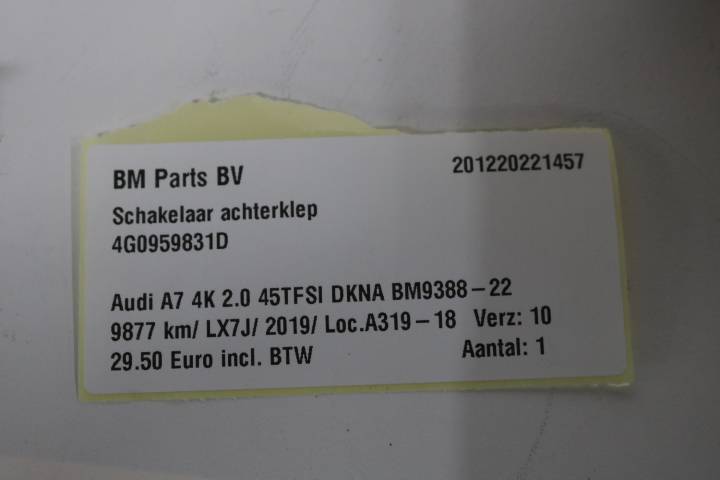 BM Parts BV 201220221457
Schakelaar achterklep
4G0959831D
Audi A7 4K 2.0 45TFSI DKNA BM9388-22
9877 km/ LX7J/ 2019/ Loc.A319-18 Verz: 10
29.50 Euro incl. BTW Aantal: 1